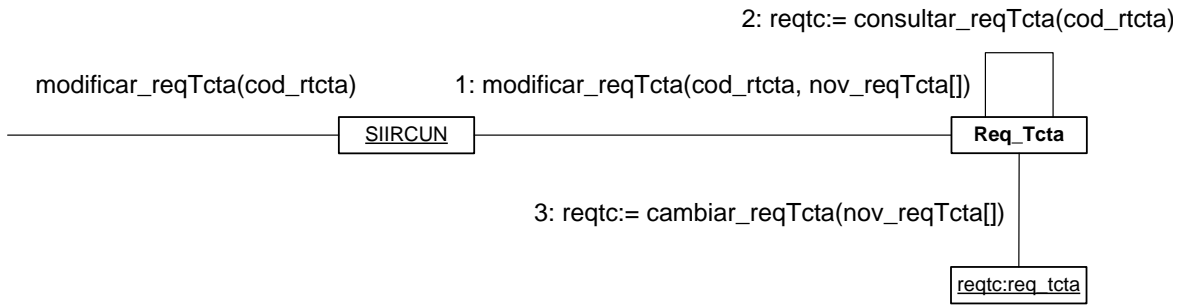 2: reqtc:= consultar_reqTcta(cod_rtcta)
modificar_reqTcta(cod_rtcta)
1: modificar_reqTcta(cod_rtcta, nov_reqTcta[])
SIIRCUN
Req_Tcta
3: reqtc:= cambiar_reqTcta(nov_reqTcta[])
reqtc:req_tcta